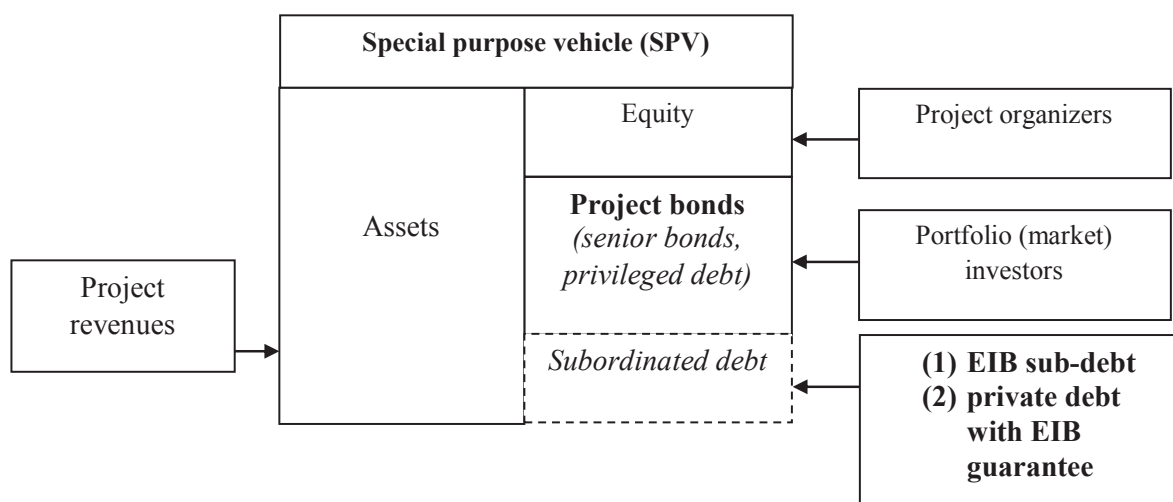 Special purpose vehicle (SPV)
Equity
Project organizers
Assets
Project bonds
(senior bonds,
privileged debt)
Portfolio (market)
investors
Project
revenues
Subordinated debt
(1) EIB sub-debt
(2) private debt
with EIB
guarantee